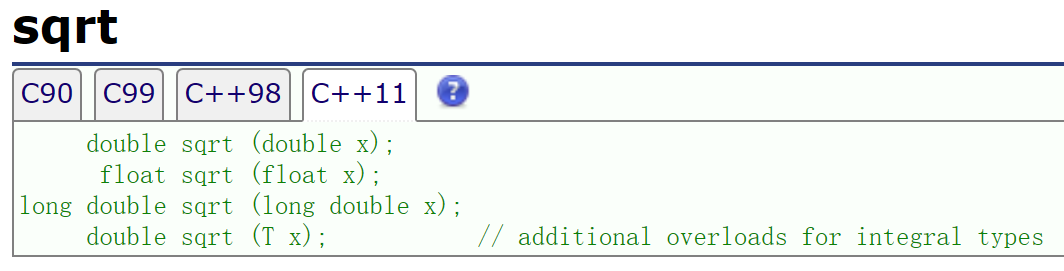 sqrt
C90 C99 C++98 C++11 ?
double sqrt (double x);
float sqrt (float x);
long double sqrt (long double x);
double sqrt (T x); // additional overloads for integral types